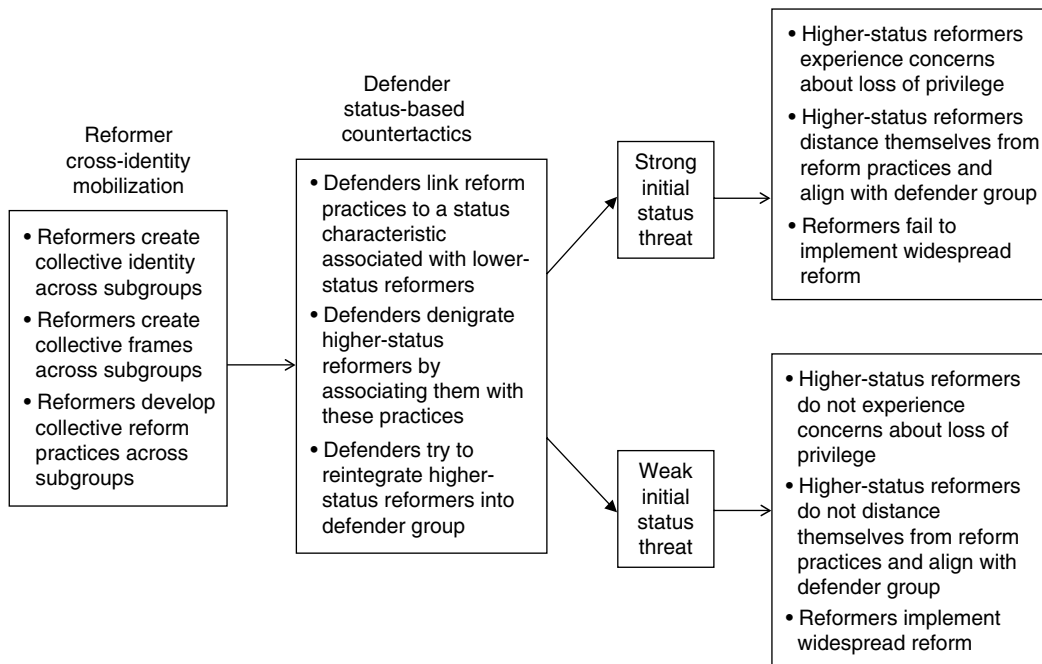 Reformer
cross-identity
mobilization
• Reformers create
collective identity
across subgroups
• Reformers create
collective frames
across subgroups
• Reformers develop
collective reform
practices across
subgroups
Defender
status-based
countertactics
• Defenders link reform
practices to a status
characteristic
associated with lower-
status reformers
• Defenders denigrate
higher-status
reformers by
associating them with
these practices
• Defenders try to
reintegrate higher-
status reformers into
defender group
Strong
initial
status
threat
• Higher-status reformers
experience concerns
about loss of privilege
• Higher-status reformers
distance themselves from
reform practices and
align with defender group
• Reformers fail to
implement widespread
reform
Weak
initial
status
threat
• Higher-status reformers
do not experience
concerns about loss of
privilege
• Higher-status reformers
do not distance
themselves from reform
practices and align with
defender group
• Reformers implement
widespread reform